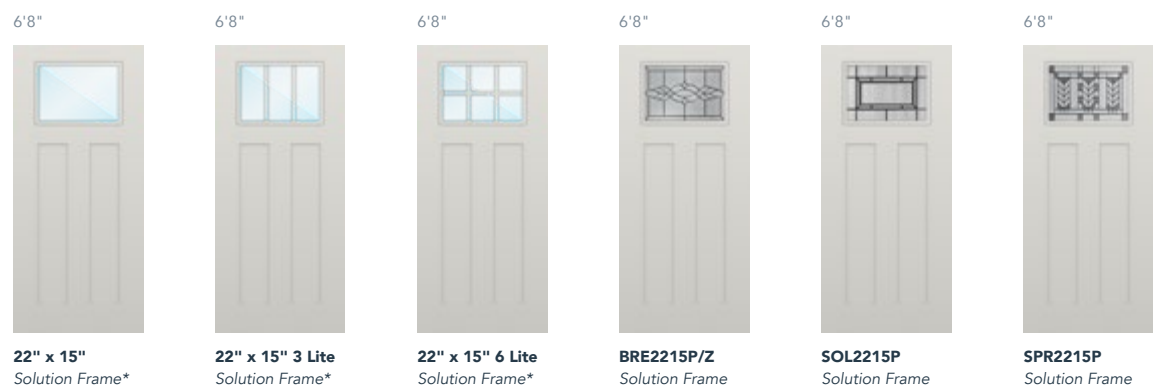 6'8" 6'8" 6'8" 6'8" 6'8" 6'8"
22" x 15" 22" x 15" 3 Lite 22" x 15" 6 Lite BRE2215P/Z SOL2215P SPR2215P
Solution Frame* Solution Frame* Solution Frame* Solution Frame Solution Frame Solution Frame